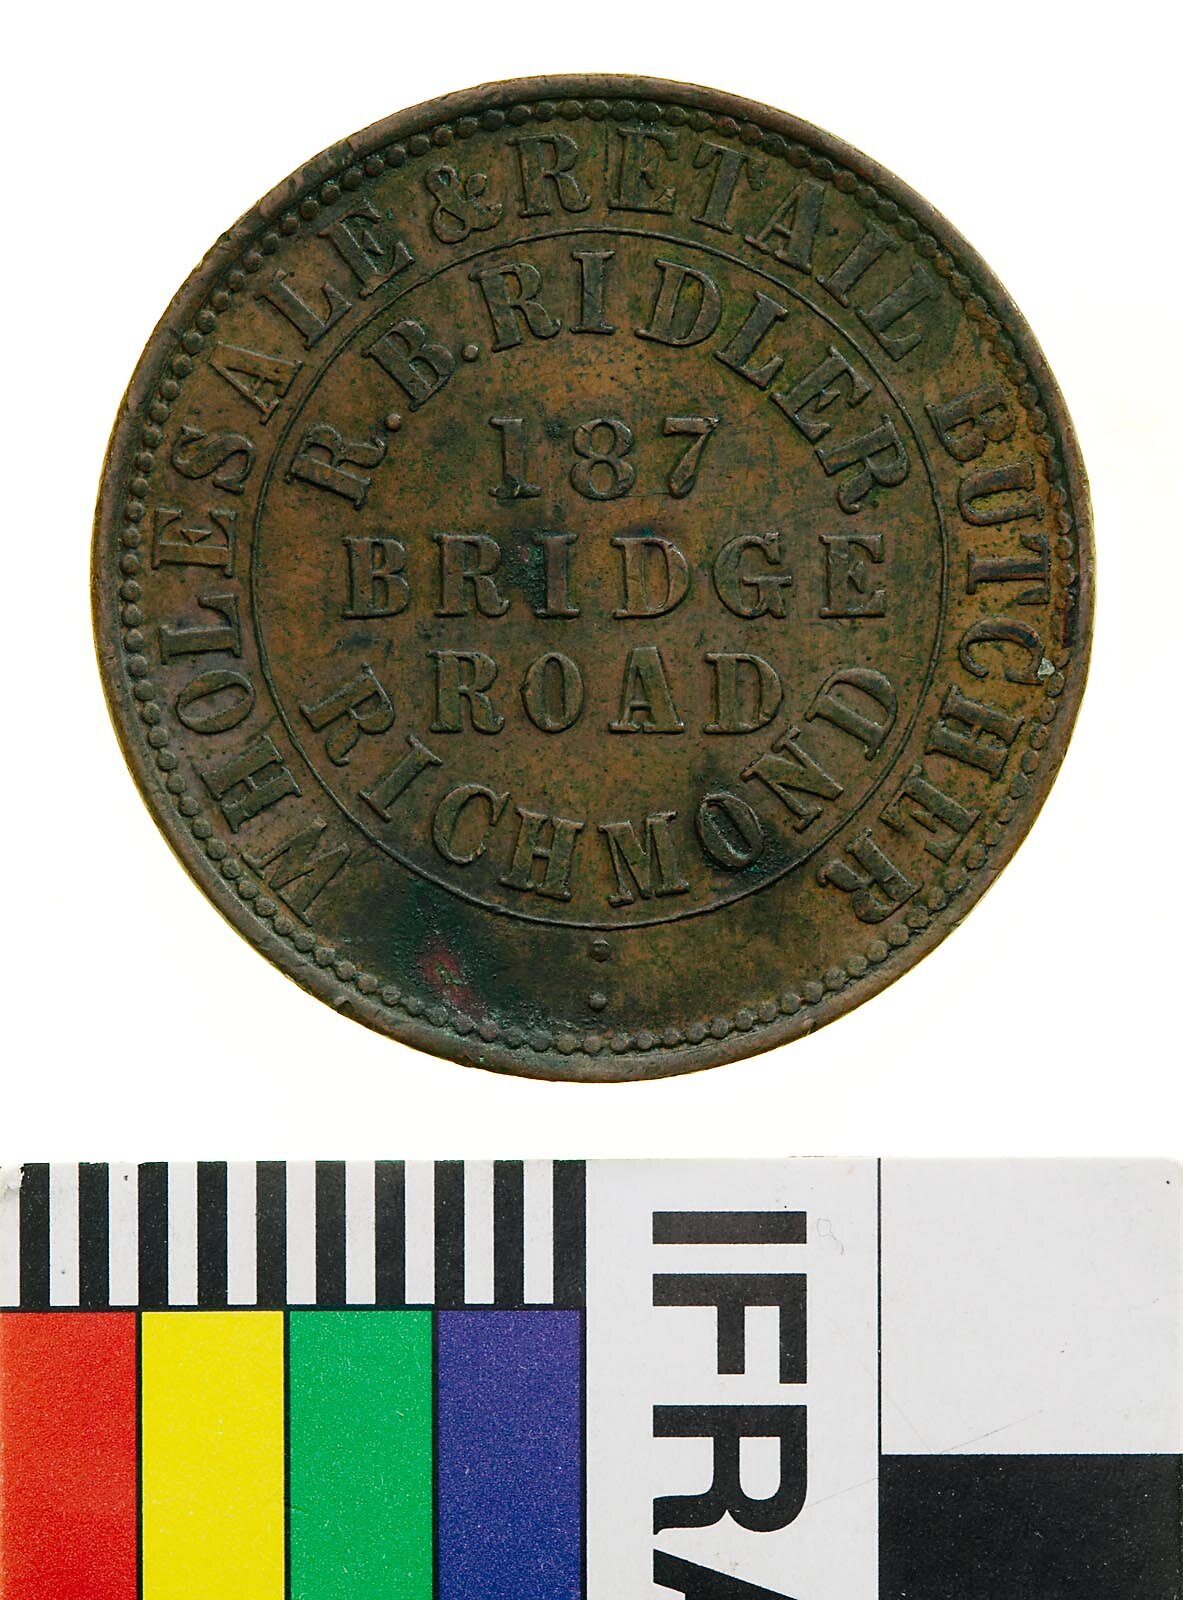 WHOLESALE & RETAIL BUTCHER
R. B. RIDLER
187
BRIDGE
ROAD
RICHMOND
:
IFRA